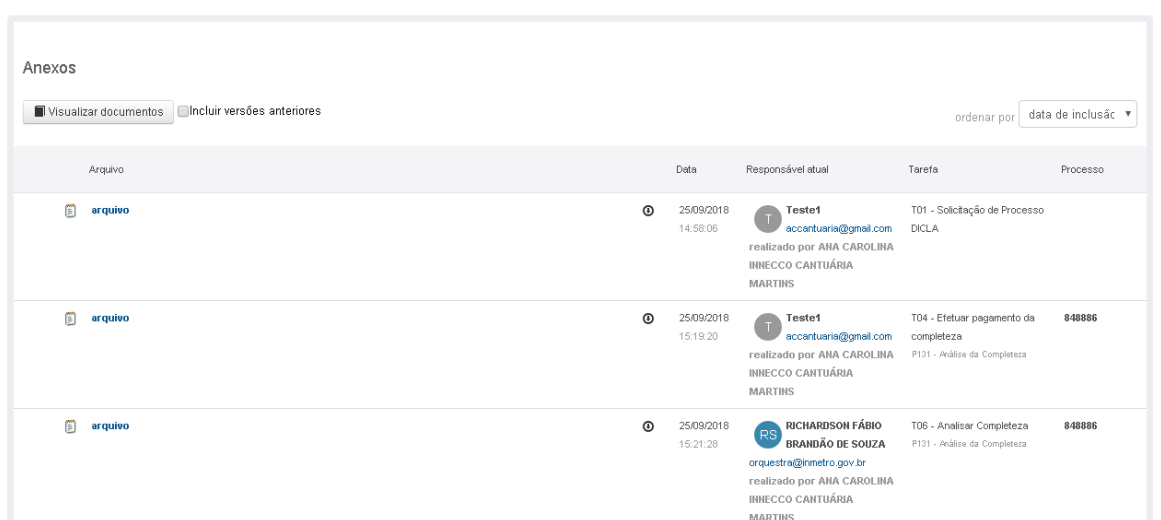 Anexos
Visualizar documentos Incluir versões anteriores
ordenar por data de inclusãc
Arquivo Data Responsável atual Tarefa Processo
arquivo 25/09/2018 T Teste1 T01 - Solicitação de Processo
14:58:06 accantuaria@gmail.com DICLA
realizado por ANA CAROLINA
INNECCO CANTUÁRIA
MARTINS
arquivo 25/09/2018 T Teste1 T04 - Efetuar pagamento da 848886
15:19:20 accantuaria@gmail.com completeza
realizado por ANA CAROLINA P131 - Análise da Completeza
INNECCO CANTUÁRIA
MARTINS
arquivo 25/09/2018 RS RICHARDSON FÁBIO T06 - Analisar Completeza 848886
15:21:28 BRANDÃO DE SOUZA P131 - Análise da Completeza
orquestra@inmetro.gov.br
realizado por ANA CAROLINA
INNECCO CANTUÁRIA
MARTINS